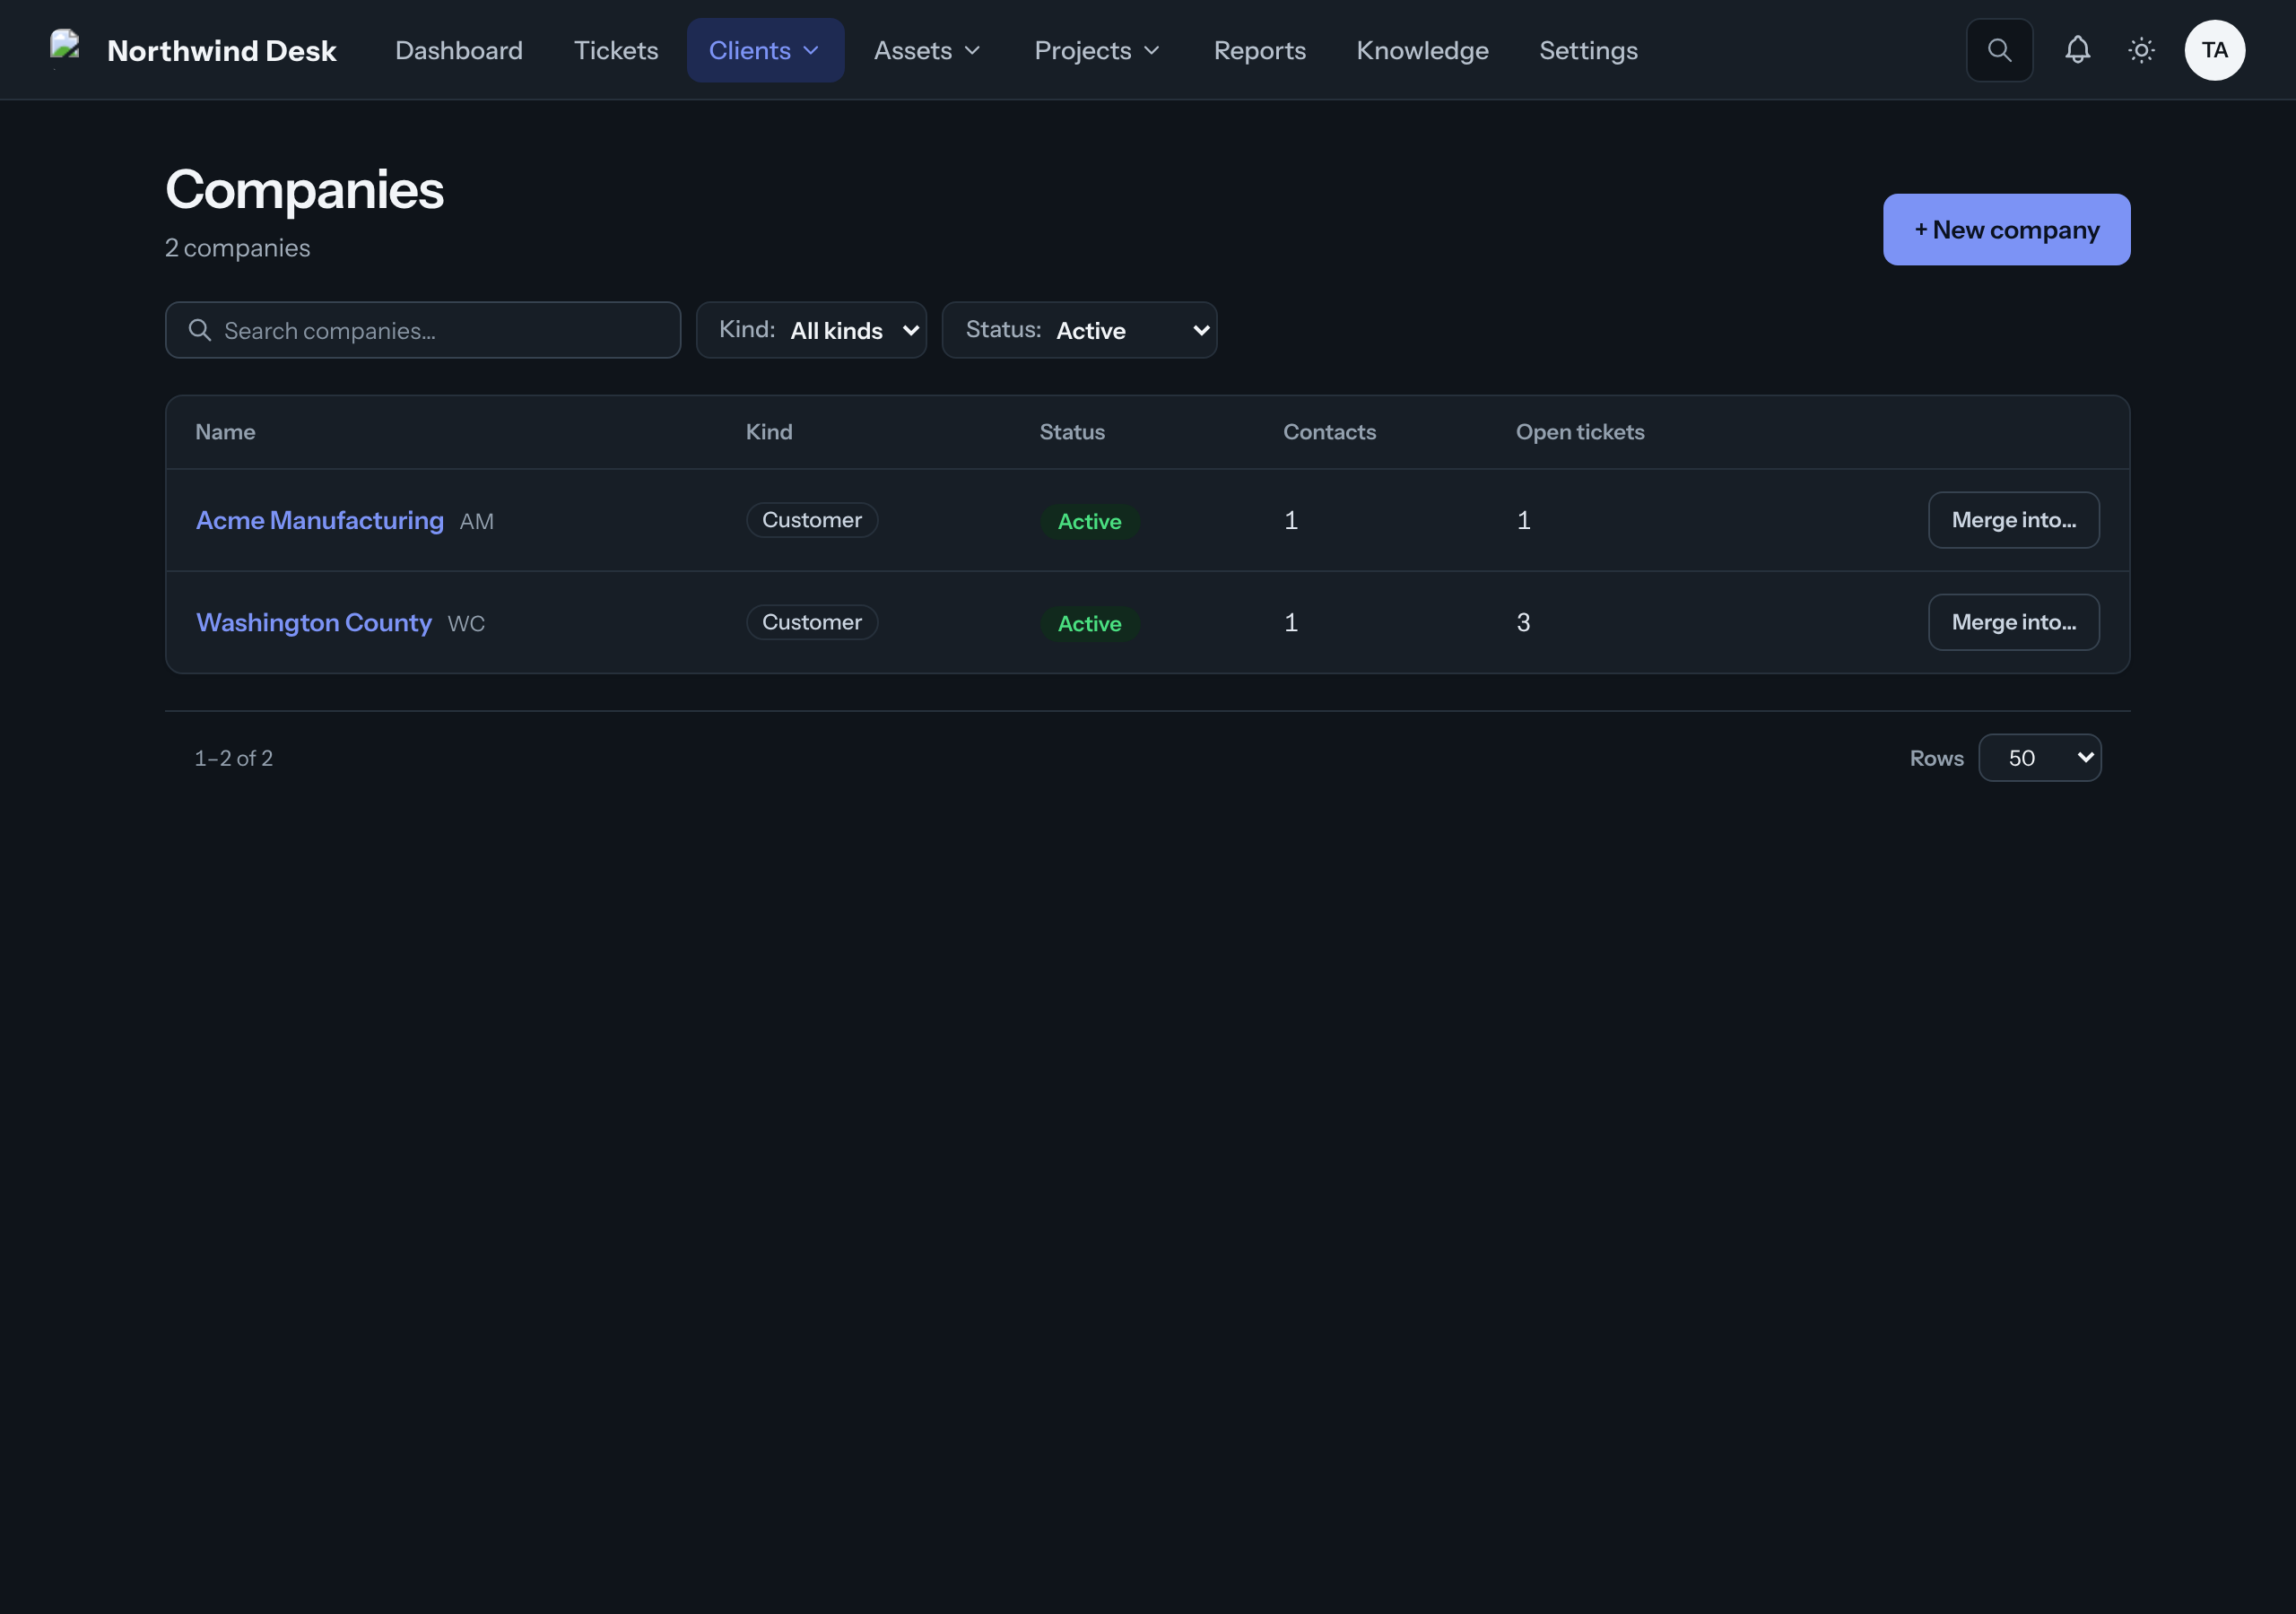 Northwind Desk Dashboard Tickets Clients Assets Projects Reports Knowledge Settings TA
Companies
2 companies
+ New company
Search companies... Kind: All kinds Status: Active
Name Kind Status Contacts Open tickets
Acme Manufacturing AM Customer Active 1 1 Merge into...
Washington County WC Customer Active 1 3 Merge into...
1–2 of 2 Rows 50